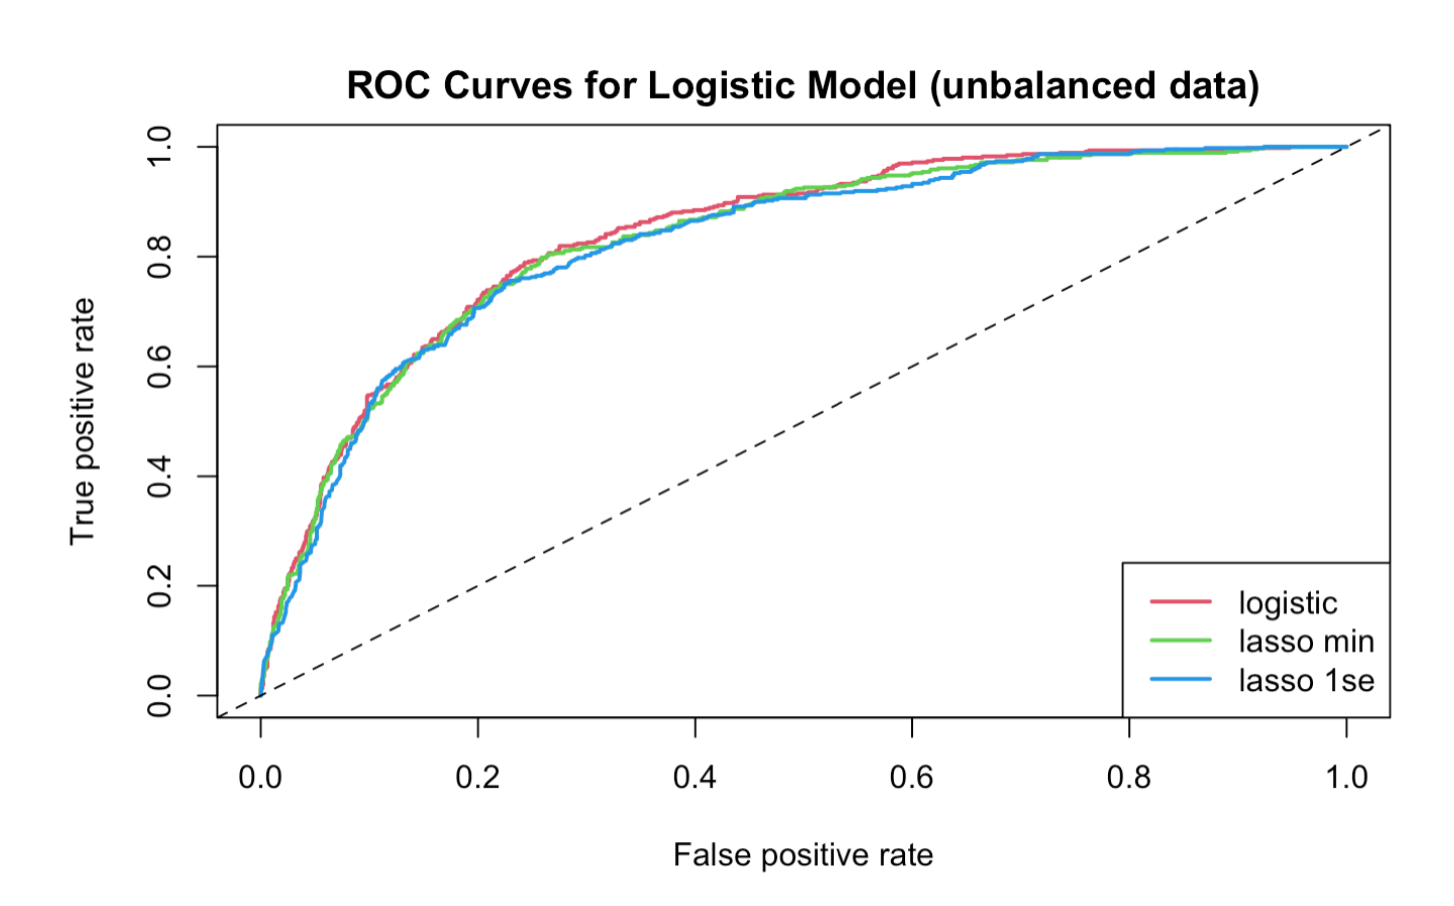 ROC Curves for Logistic Model (unbalanced data)
True positive rate
1.0
0.8
0.6
0.4
0.2
0.0
0.0 0.2 0.4 0.6 0.8 1.0
False positive rate
logistic
lasso min
lasso 1se